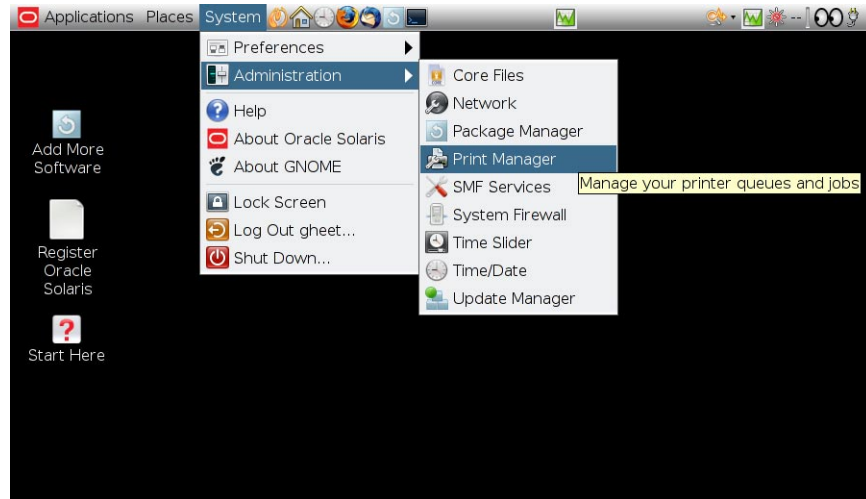 Applications Places System
Preferences
Administration
Help
About Oracle Solaris
About GNOME
Lock Screen
Log Out gheet...
Shut Down...
Core Files
Network
Package Manager
Print Manager
SMF Services
System Firewall
Time Slider
Time/Date
Update Manager
Manage your printer queues and jobs
Add More
Software
Register
Oracle
Solaris
Start Here